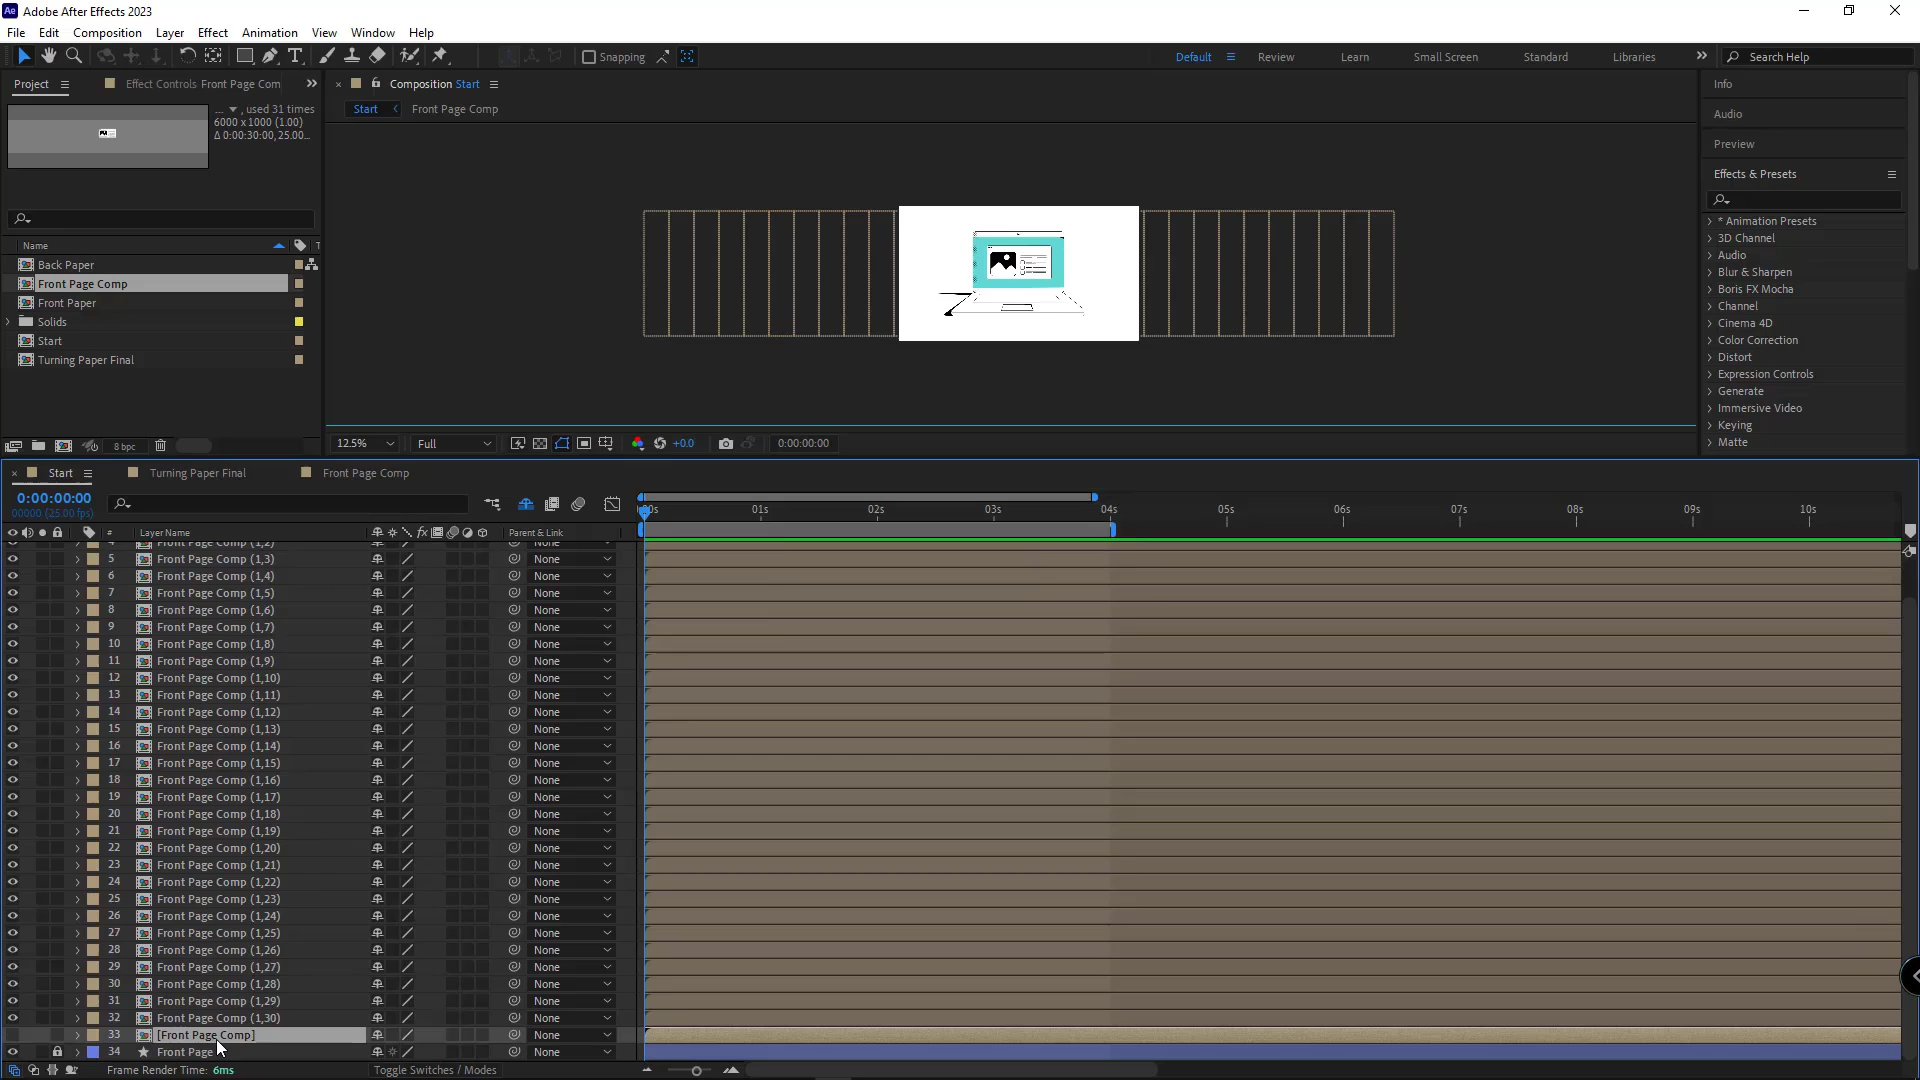 Adobe After Effects 2023
File Edit Composition Layer Effect Animation View Window Help
Snapping
Default Review Learn Small Screen Standard Libraries Search Help
Project Effect Controls Front Page Com
... , used 31 times
6000 x 1000 (1.00)
Δ 0:00:30:00, 25.00...
Name
Back Paper
Front Page Comp
Front Paper
Solids
Start
Turning Paper Final
8 bpc
Composition Start
Start Front Page Comp
12.5% Full +0.0 0:00:00:00
Info
Audio
Preview
Effects & Presets
* Animation Presets
3D Channel
Audio
Blur & Sharpen
Boris FX Mocha
Channel
Cinema 4D
Color Correction
Distort
Expression Controls
Generate
Immersive Video
Keying
Matte
Start Turning Paper Final Front Page Comp
0:00:00:00
00000 (25.00 fps)
:00s 01s 02s 03s 04s 05s 06s 07s 08s 09s 10s
# Layer Name Parent & Link
4 Front Page Comp (1,2) None
5 Front Page Comp (1,3) None
6 Front Page Comp (1,4) None
7 Front Page Comp (1,5) None
8 Front Page Comp (1,6) None
9 Front Page Comp (1,7) None
10 Front Page Comp (1,8) None
11 Front Page Comp (1,9) None
12 Front Page Comp (1,10) None
13 Front Page Comp (1,11) None
14 Front Page Comp (1,12) None
15 Front Page Comp (1,13) None
16 Front Page Comp (1,14) None
17 Front Page Comp (1,15) None
18 Front Page Comp (1,16) None
19 Front Page Comp (1,17) None
20 Front Page Comp (1,18) None
21 Front Page Comp (1,19) None
22 Front Page Comp (1,20) None
23 Front Page Comp (1,21) None
24 Front Page Comp (1,22) None
25 Front Page Comp (1,23) None
26 Front Page Comp (1,24) None
27 Front Page Comp (1,25) None
28 Front Page Comp (1,26) None
29 Front Page Comp (1,27) None
30 Front Page Comp (1,28) None
31 Front Page Comp (1,29) None
32 Front Page Comp (1,30) None
33 [Front Page Comp] None
34 Front Page None
Frame Render Time: 6ms Toggle Switches / Modes